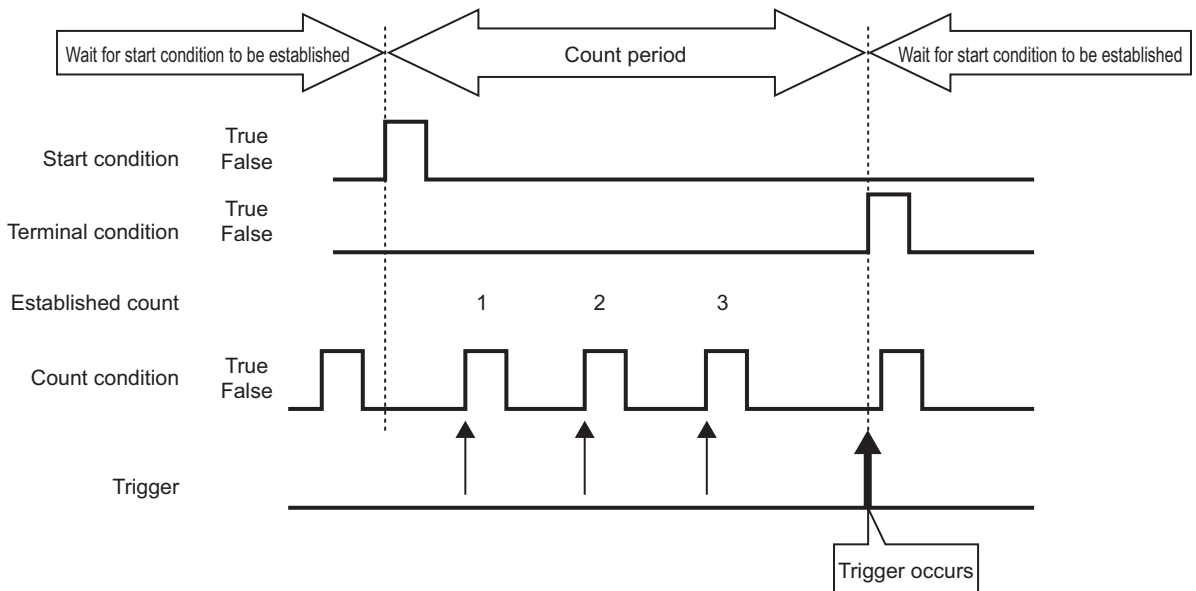 Wait for start condition to be established
Count period
Wait for start condition to be established
Start condition
True
False
Terminal condition
True
False
Established count
1
2
3
Count condition
True
False
Trigger
Trigger occurs